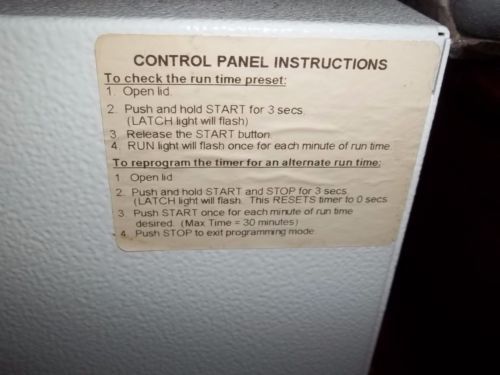 CONTROL PANEL INSTRUCTIONS
To check the run time preset:
1. Open lid.
2. Push and hold START for 3 secs.
(LATCH light will flash)
3. Release the START button.
4. RUN light will flash once for each minute of run time.
To reprogram the timer for an alternate run time:
1. Open lid
2. Push and hold START and STOP for 3 secs.
(LATCH light will flash. This RESETS timer to 0 secs.
3. Push START once for each minute of run time
desired. (Max Time = 30 minutes)
4. Push STOP to exit programming mode.